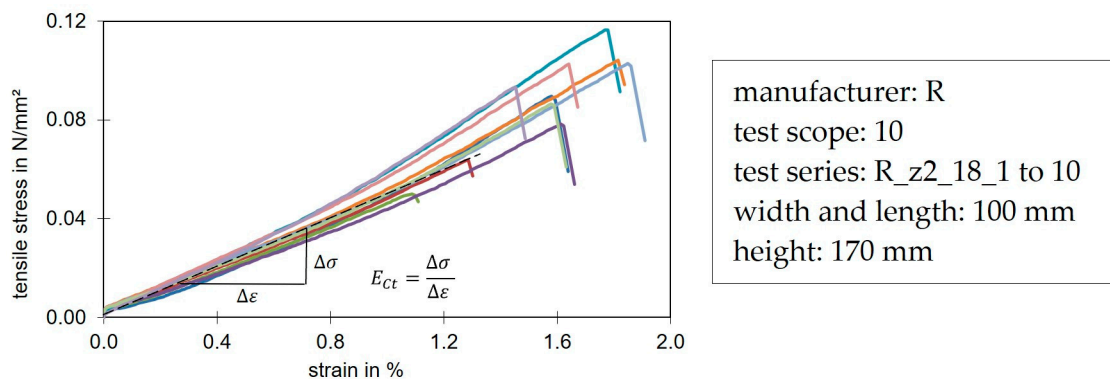 0.12
0.08
0.04
0.00
tensile stress in N/mm²
0.0
0.4
0.8
1.2
1.6
2.0
strain in %
Δσ
Δε
E_Ct = Δσ/Δε
manufacturer: R
test scope: 10
test series: R_z2_18_1 to 10
width and length: 100 mm
height: 170 mm